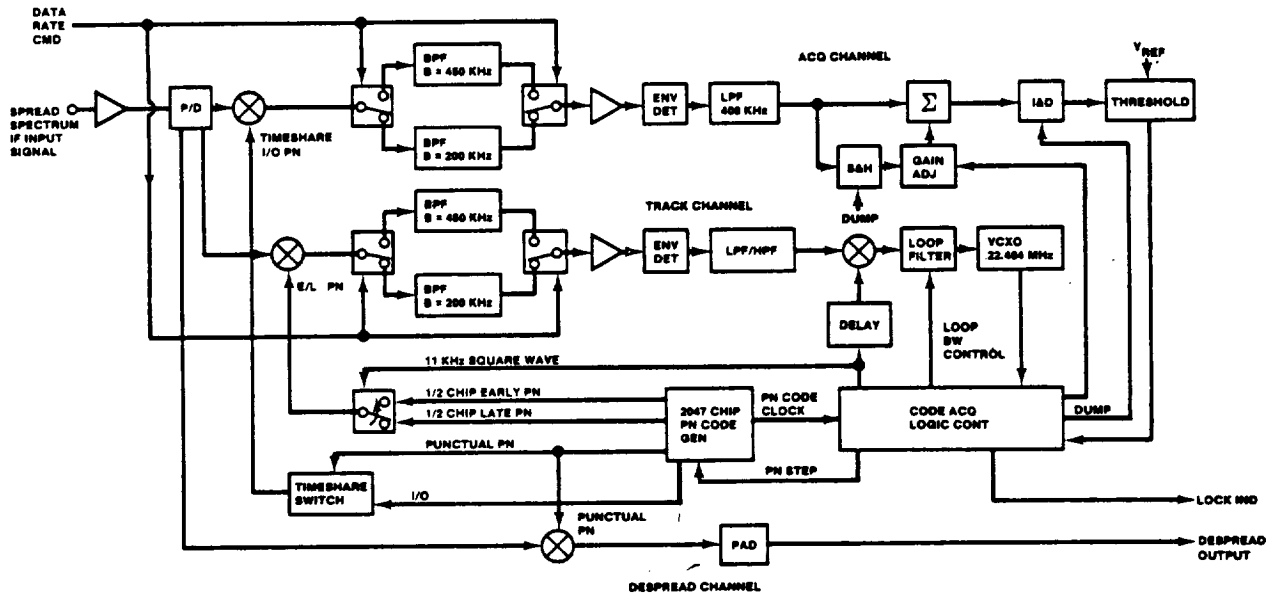 DATA
RATE
CMD
SPREAD
SPECTRUM
IF INPUT
SIGNAL
P/D
TIMESHARE
I/O PN
BPF
B = 450 KHz
BPF
B = 200 KHz
ENV
DET
LPF
408 KHz
ACQ CHANNEL
Σ
I&D
VREF
THRESHOLD
S&H
GAIN
ADJ
DUMP
E/L PN
BPF
B = 450 KHz
BPF
B = 200 KHz
TRACK CHANNEL
ENV
DET
LPF/HPF
LOOP
FILTER
VCXO
22.464 MHz
DELAY
LOOP
BW
CONTROL
11 KHz SQUARE WAVE
1/2 CHIP EARLY PN
1/2 CHIP LATE PN
2047 CHIP
PN CODE
GEN
PN CODE
CLOCK
CODE ACQ
LOGIC CONT
DUMP
PUNCTUAL PN
PN STEP
TIMESHARE
SWITCH
I/O
LOCK IND
PUNCTUAL
PN
PAD
DESPREAD
OUTPUT
DESPREAD CHANNEL